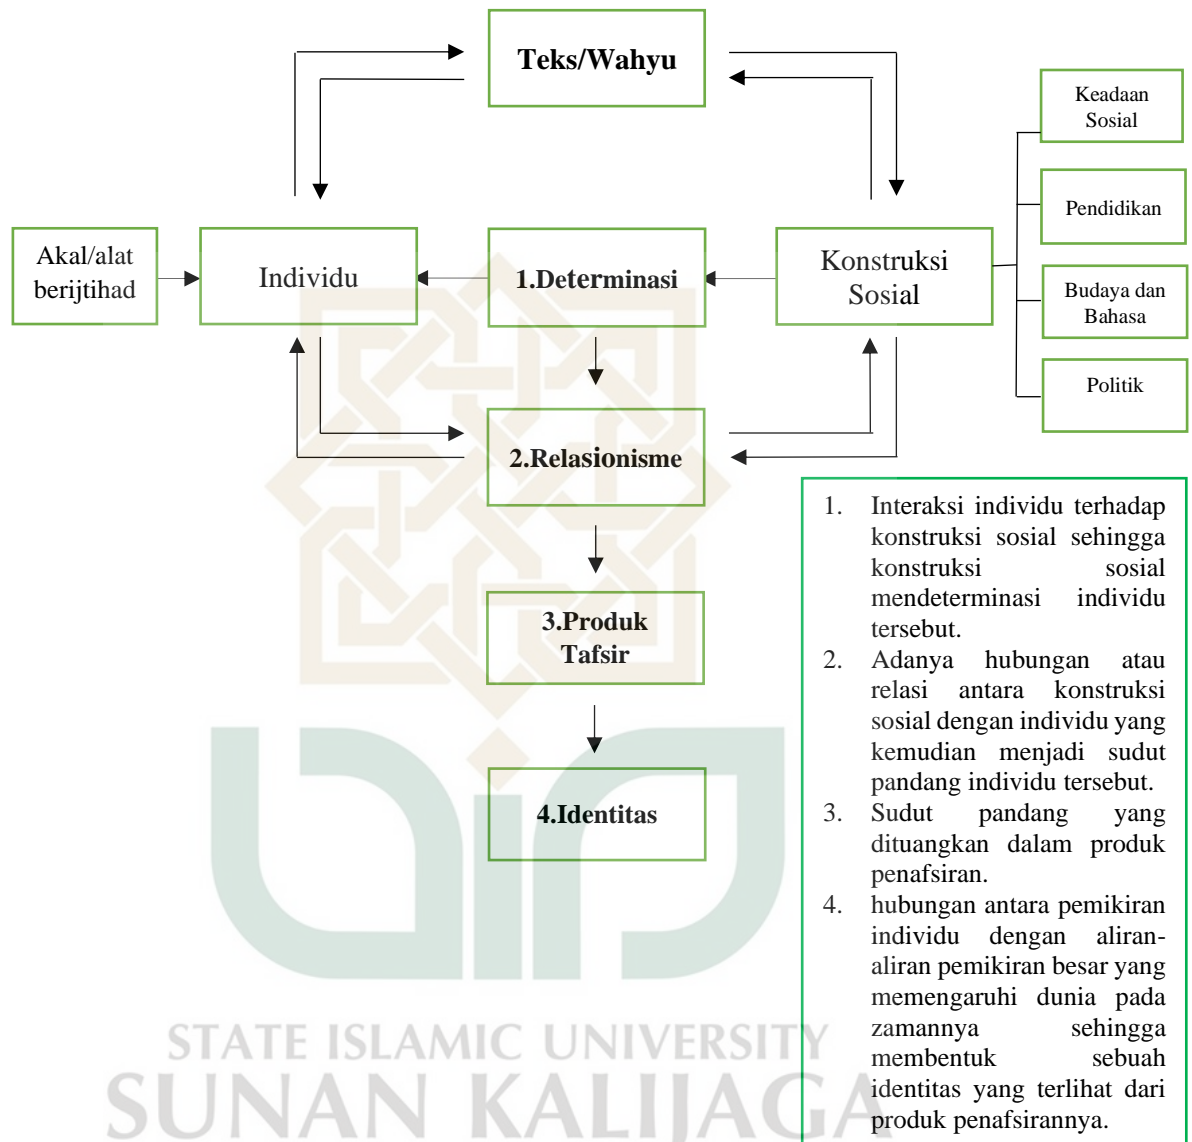 Teks/Wahyu
Keadaan
Sosial
Pendidikan
Akal/alat
berijtihad
Individu
1.Determinasi
Konstruksi
Sosial
Budaya dan
Bahasa
Politik
2.Relasionisme
3.Produk
Tafsir
4.Identitas
1. Interaksi individu terhadap
konstruksi sosial sehingga
konstruksi sosial
mendeterminasi individu
tersebut.
2. Adanya hubungan atau
relasi antara konstruksi
sosial dengan individu yang
kemudian menjadi sudut
pandang individu tersebut.
3. Sudut pandang yang
dituangkan dalam produk
penafsiran.
4. hubungan antara pemikiran
individu dengan aliran-
aliran pemikiran besar yang
memengaruhi dunia pada
zamannya sehingga
membentuk sebuah
identitas yang terlihat dari
produk penafsirannya.
STATE ISLAMIC UNIVERSITY
SUNAN KALIJAGA